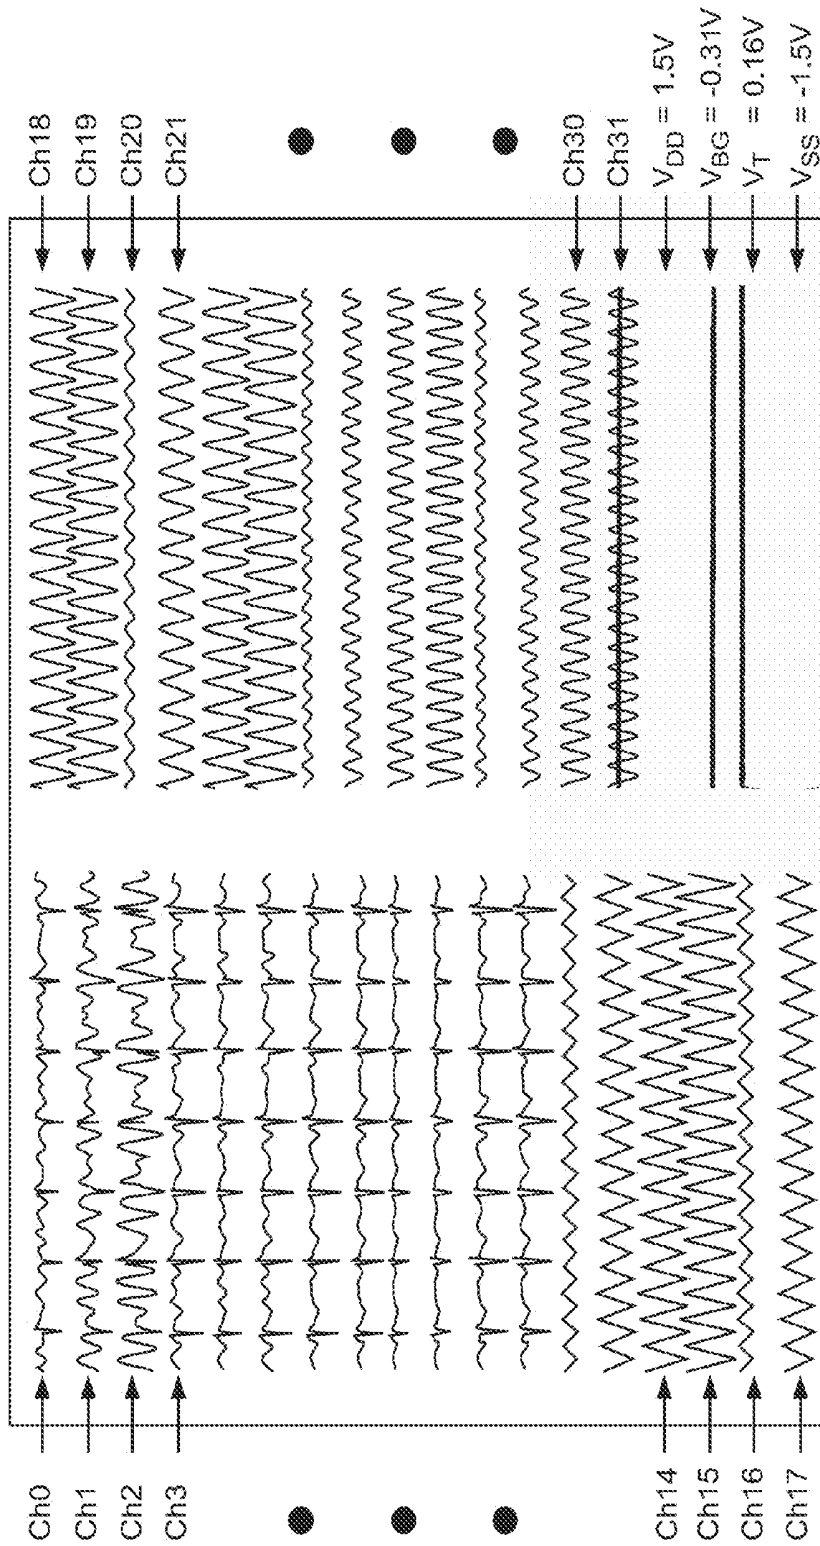 Ch0
Ch1
Ch2
Ch3
Ch14
Ch15
Ch16
Ch17
Ch18
Ch19
Ch20
Ch21
Ch30
Ch31
V_DD = 1.5V
V_BG = -0.31V
V_T = 0.16V
V_SS = -1.5V